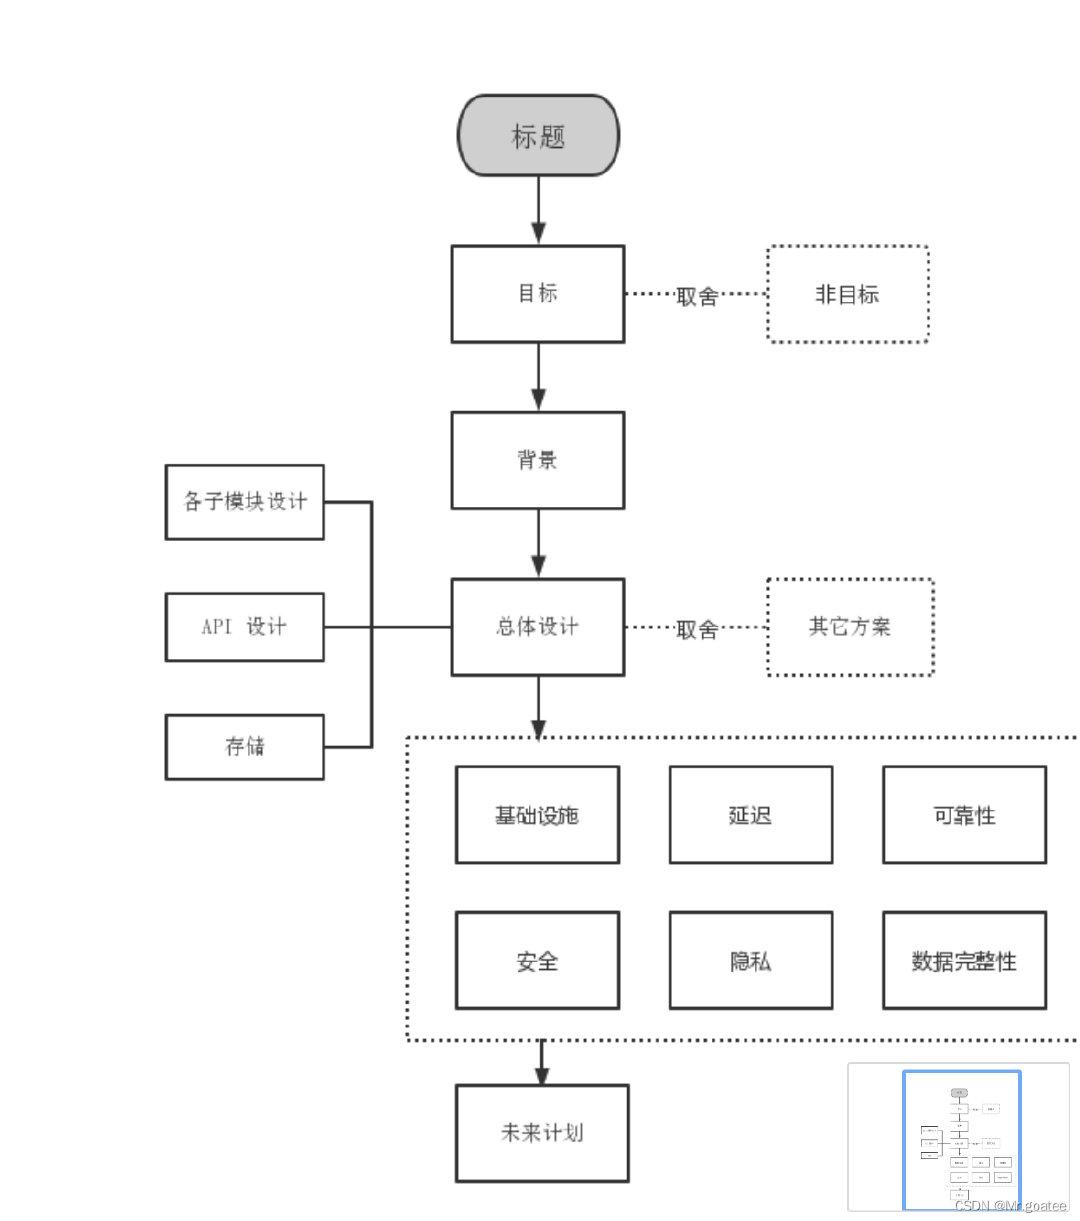 标题
目标
取舍
非目标
背景
各子模块设计
API 设计
总体设计
取舍
其它方案
存储
基础设施
延迟
可靠性
安全
隐私
数据完整性
未来计划
CSDN @Mr.goatee